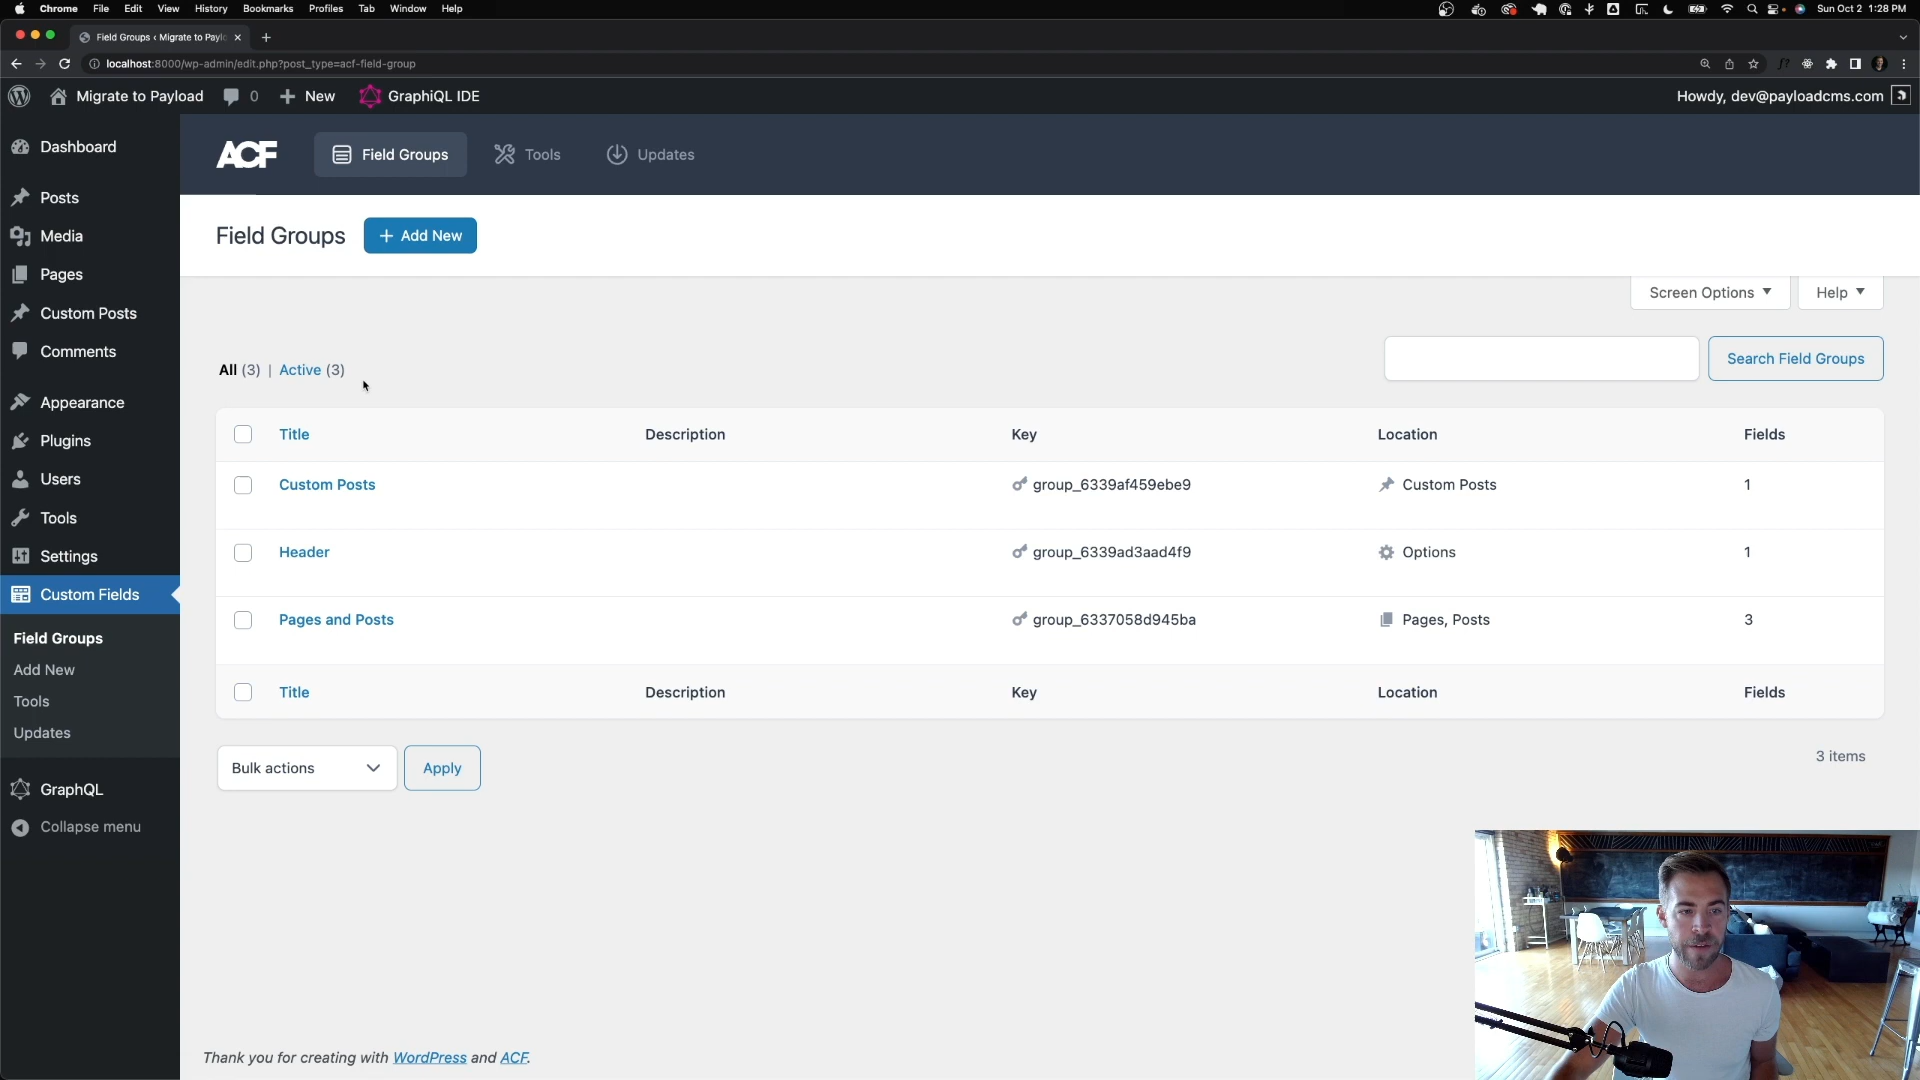 Chrome File Edit View History Bookmarks Profiles Tab Window Help
Sun Oct 2 1:28 PM
Field Groups ‹ Migrate to Paylo
localhost:8000/wp-admin/edit.php?post_type=acf-field-group
Migrate to Payload 0 New GraphiQL IDE
Howdy, dev@payloadcms.com
Dashboard
Posts
Media
Pages
Custom Posts
Comments
Appearance
Plugins
Users
Tools
Settings
Custom Fields
Field Groups
Add New
Tools
Updates
GraphQL
Collapse menu
ACF Field Groups Tools Updates
Field Groups Add New
Screen Options Help
All (3) | Active (3)
Search Field Groups
Title Description Key Location Fields
Custom Posts group_6339af459ebe9 Custom Posts 1
Header group_6339ad3aad4f9 Options 1
Pages and Posts group_6337058d945ba Pages, Posts 3
Title Description Key Location Fields
Bulk actions Apply
3 items
Thank you for creating with WordPress and ACF.